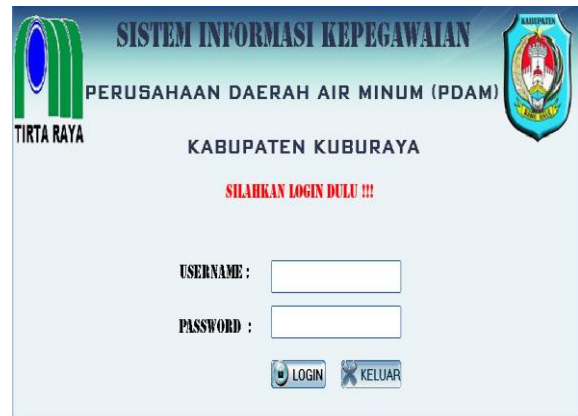 SISTEM INFORMASI KEPEGAWAIAN
KABUPATEN
PERUSAHAAN DAERAH AIR MINUM (PDAM)
TIRTA RAYA
KABUPATEN KUBURAYA
SILAHKAN LOGIN DULU !!!
USERNAME :
PASSWORD :
LOGIN
KELUAR